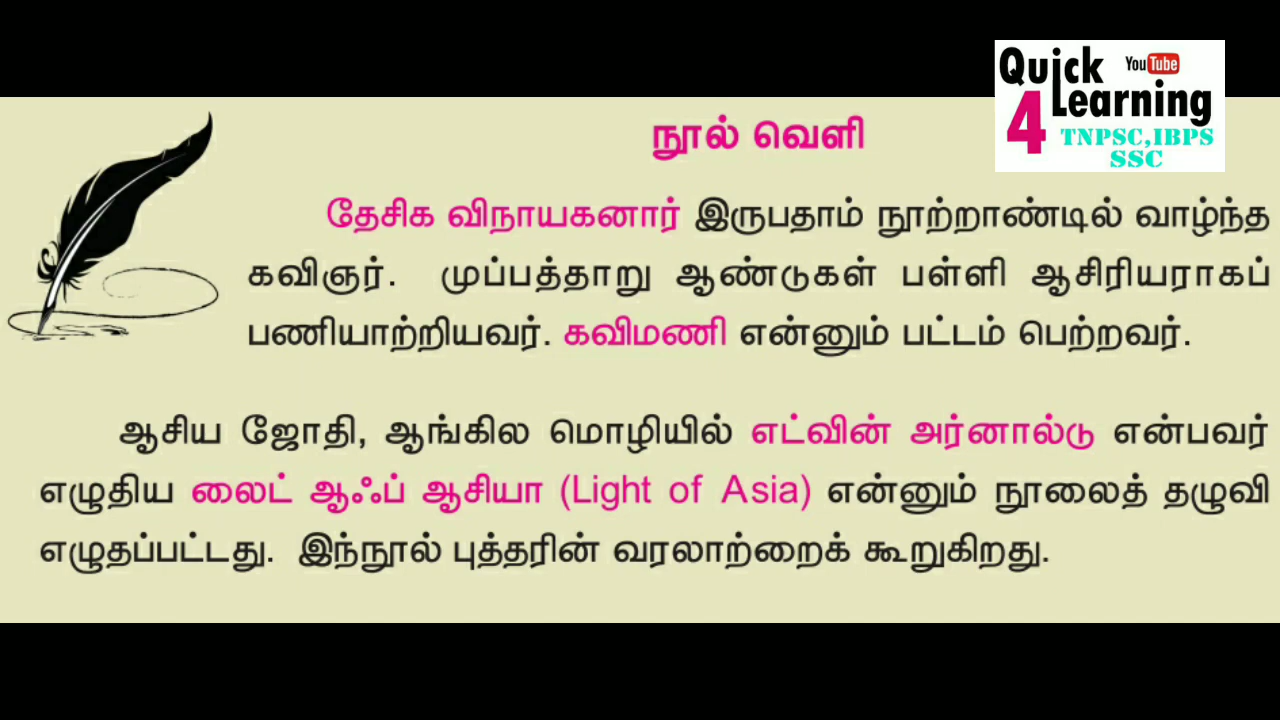 Quick
YouTube
4 Learning
TNPSC,IBPS
SSC
நூல் வெளி
தேசிக விநாயகனார் இருபதாம் நூற்றாண்டில் வாழ்ந்த
கவிஞர். முப்பத்தாறு ஆண்டுகள் பள்ளி ஆசிரியராகப்
பணியாற்றியவர். கவிமணி என்னும் பட்டம் பெற்றவர்.
ஆசிய ஜோதி, ஆங்கில மொழியில் எட்வின் அர்னால்டு என்பவர்
எழுதிய லைட் ஆஃப் ஆசியா (Light of Asia) என்னும் நூலைத் தழுவி
எழுதப்பட்டது. இந்நூல் புத்தரின் வரலாற்றைக் கூறுகிறது.